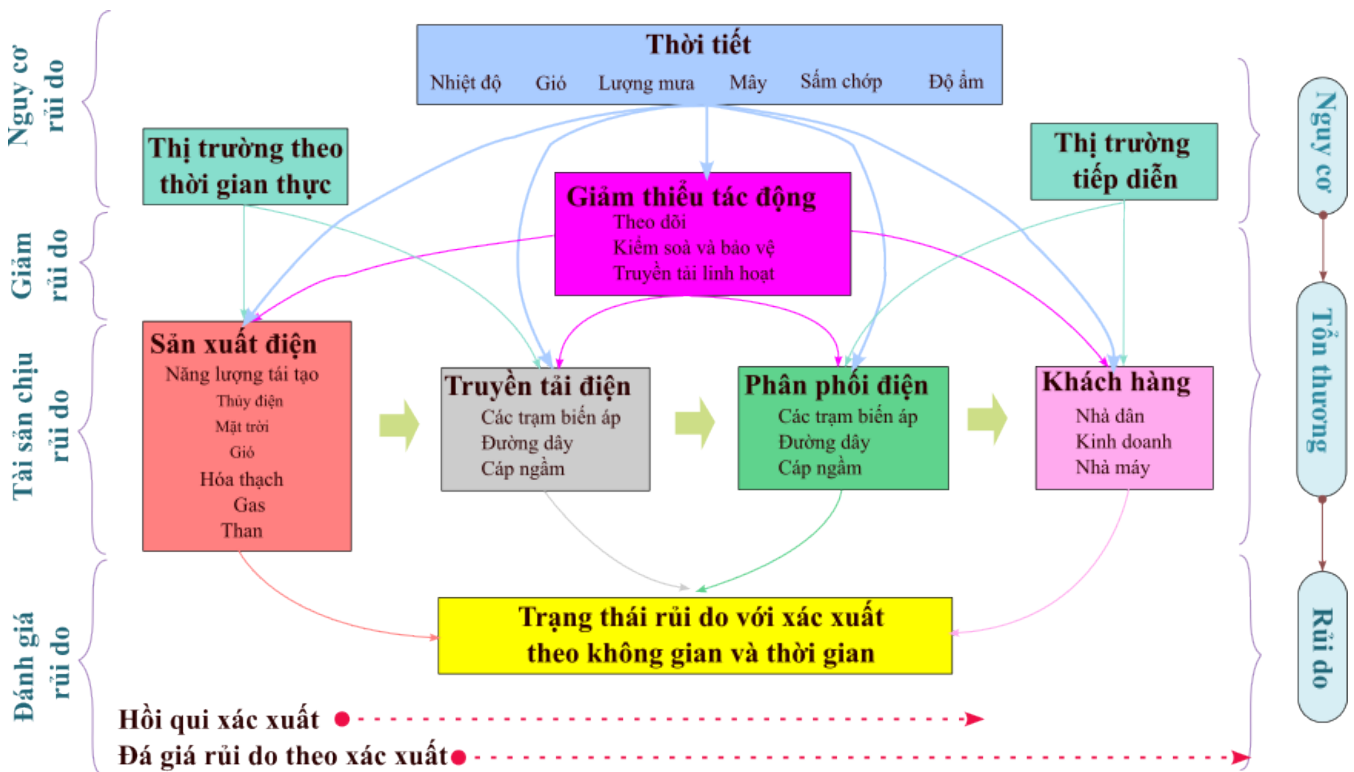 Nguy cơ
rủi do
Thời tiết
Nhiệt độ Gió Lượng mưa Mây Sấm chớp Độ ẩm
Thị trường theo
thời gian thực
Thị trường
tiếp diễn
Nguy cơ
Giảm
rủi do
Giảm thiểu tác động
Theo dõi
Kiểm soà và bảo vệ
Truyền tải linh hoạt
Tài sản chịu
rủi do
Sản xuất điện
Năng lượng tái tạo
Thủy điện
Mặt trời
Gió
Hóa thạch
Gas
Than
Truyền tải điện
Các trạm biến áp
Đường dây
Cáp ngầm
Phân phối điện
Các trạm biến áp
Đường dây
Cáp ngầm
Khách hàng
Nhà dân
Kinh doanh
Nhà máy
Tổn thương
Đánh giá
rủi do
Trạng thái rủi do với xác xuất
theo không gian và thời gian
Rủi do
Hồi qui xác xuất
Đá giá rủi do theo xác xuất